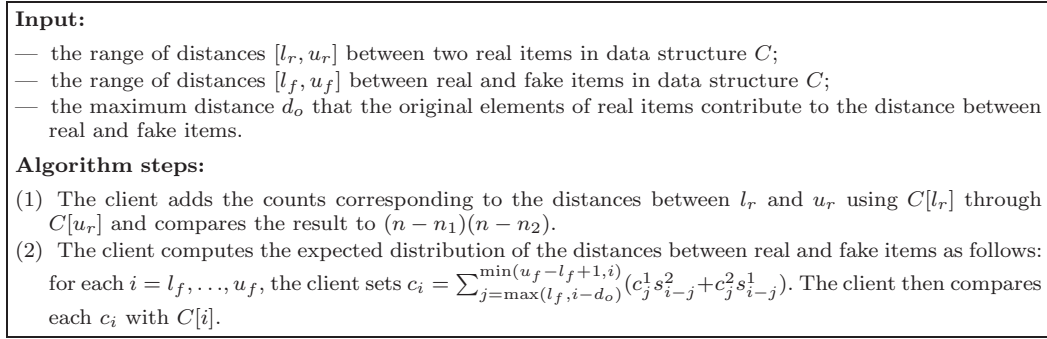 Input:
— the range of distances [l_r, u_r] between two real items in data structure C;
— the range of distances [l_f, u_f] between real and fake items in data structure C;
— the maximum distance d_o that the original elements of real items contribute to the distance between
real and fake items.
Algorithm steps:
(1) The client adds the counts corresponding to the distances between l_r and u_r using C[l_r] through
C[u_r] and compares the result to (n − n_1)(n − n_2).
(2) The client computes the expected distribution of the distances between real and fake items as follows:
for each i = l_f, …, u_f, the client sets c_i = ∑_{j=max(l_f,i−d_o)}^{min(u_f−l_f+1,i)}(c_j^1 s_{i−j}^2+c_j^2 s_{i−j}^1). The client then compares
each c_i with C[i].